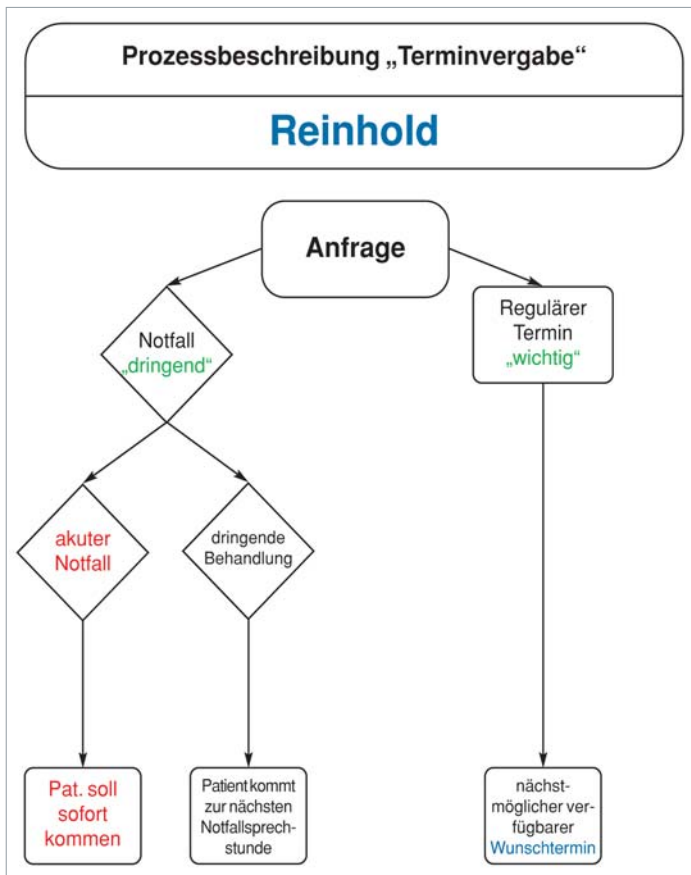 Prozessbeschreibung „Terminvergabe“
Reinhold
Anfrage
Notfall
„dringend“
Regulärer
Termin
„wichtig“
akuter
Notfall
dringende
Behandlung
Pat. soll
sofort
kommen
Patient kommt
zur nächsten
Notfallsprech-
stunde
nächst-
möglicher ver-
fügbarer
Wunschtermin